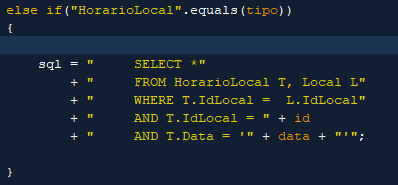 else if("HorarioLocal".equals(tipo))
{
sql = "     SELECT *"
+ "     FROM HorarioLocal T, Local L"
+ "     WHERE T.IdLocal =  L.IdLocal"
+ "     AND T.IdLocal = " + id
+ "     AND T.Data = '" + data + "'";
}